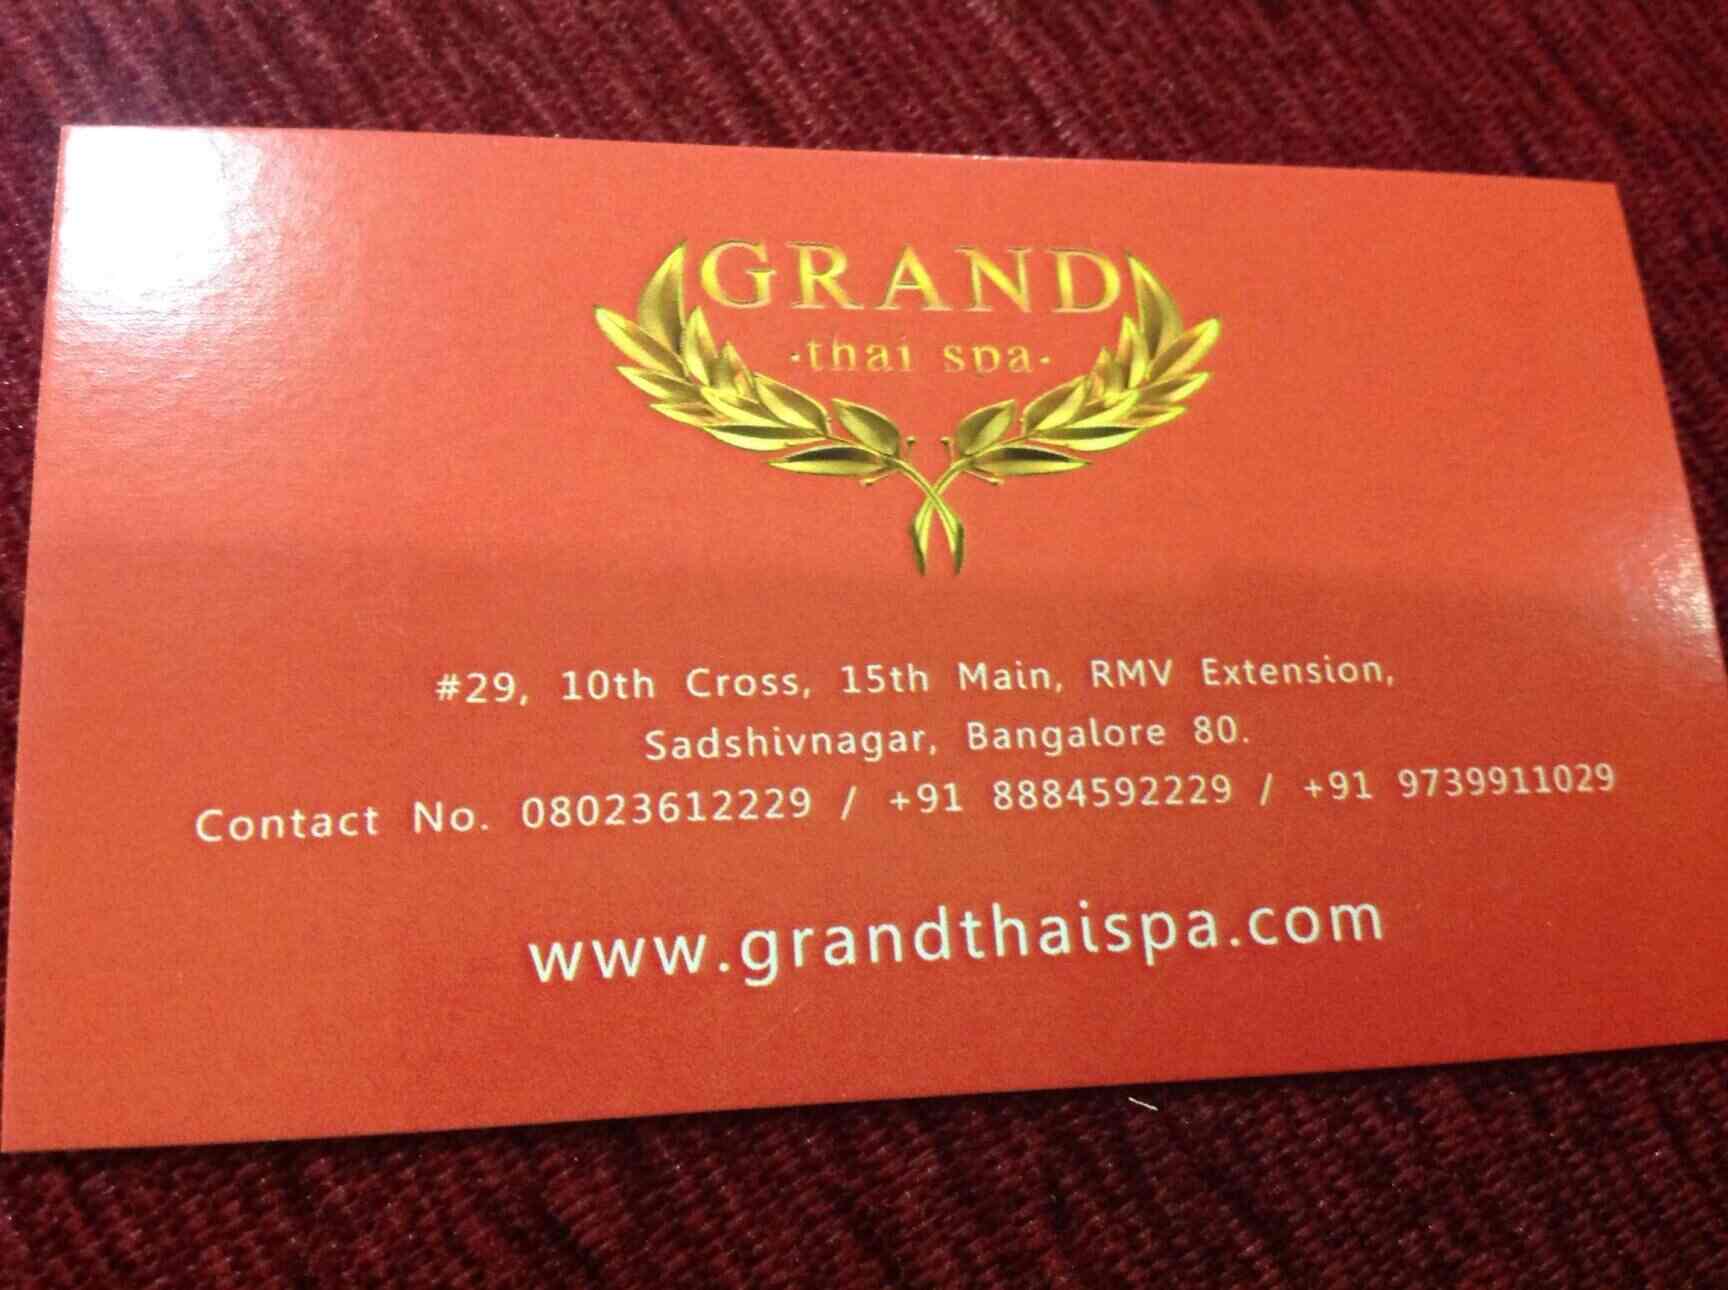 GRAND
·thai spa·
#29, 10th Cross, 15th Main, RMV Extension,
Sadshivnagar, Bangalore 80.
Contact No. 08023612229 / +91 8884592229 / +91 9739911029
www.grandthaispa.com